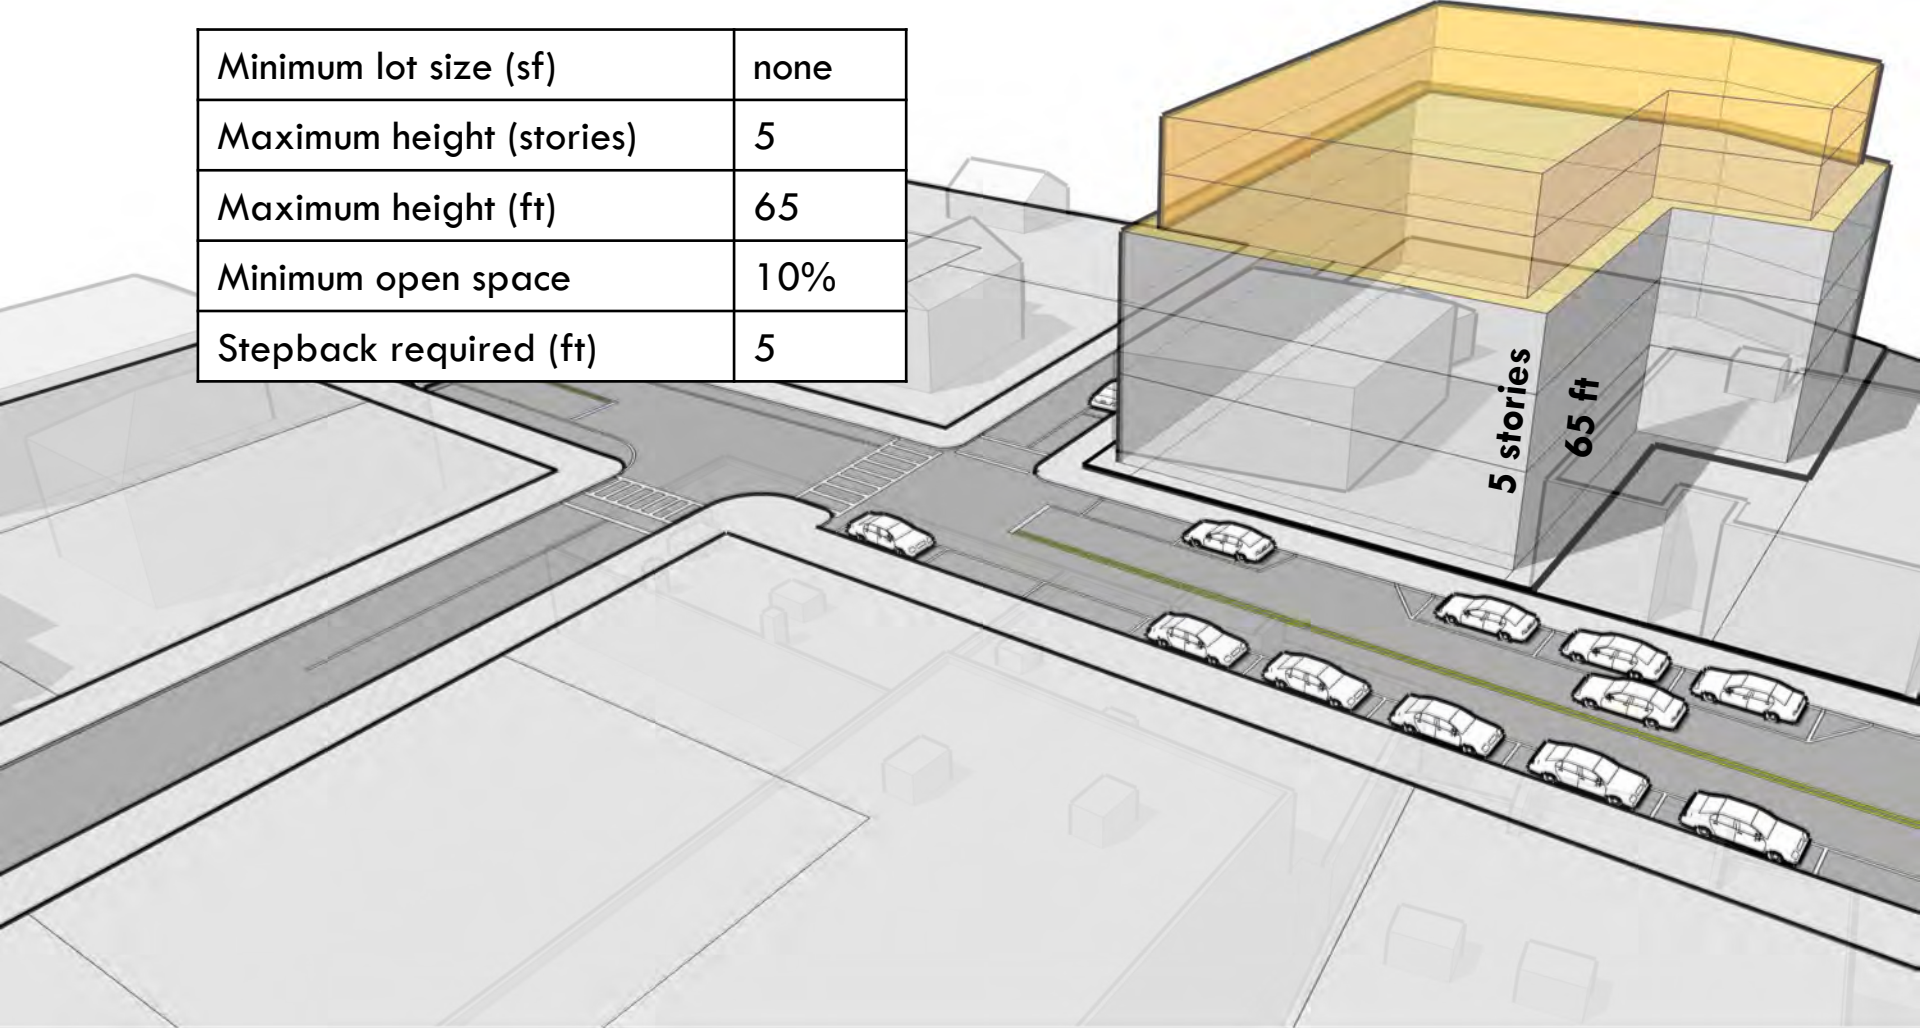 Minimum lot size (sf) none
Maximum height (stories) 5
Maximum height (ft) 65
Minimum open space 10%
Stepback required (ft) 5
5 stories
65 ft